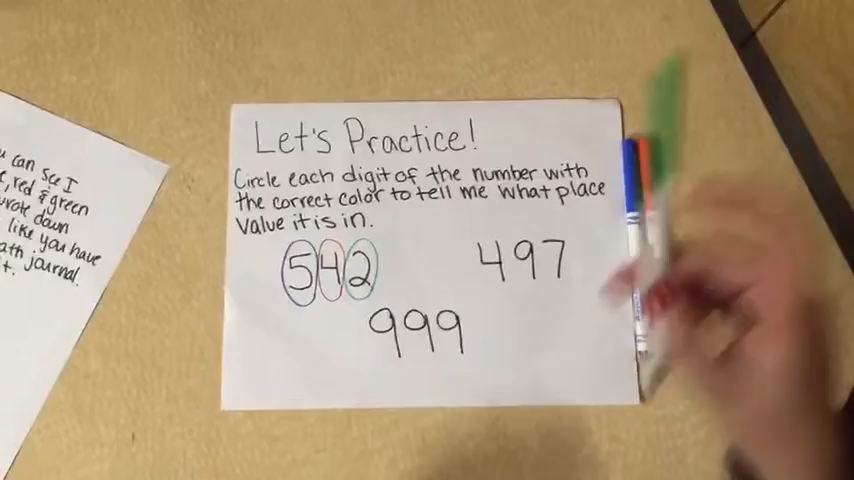 can see I
red & green
wrote down
like you have
math journal.
Let's Practice!
Circle each digit of the number with
the correct color to tell me what place
value it is in.
542
497
999